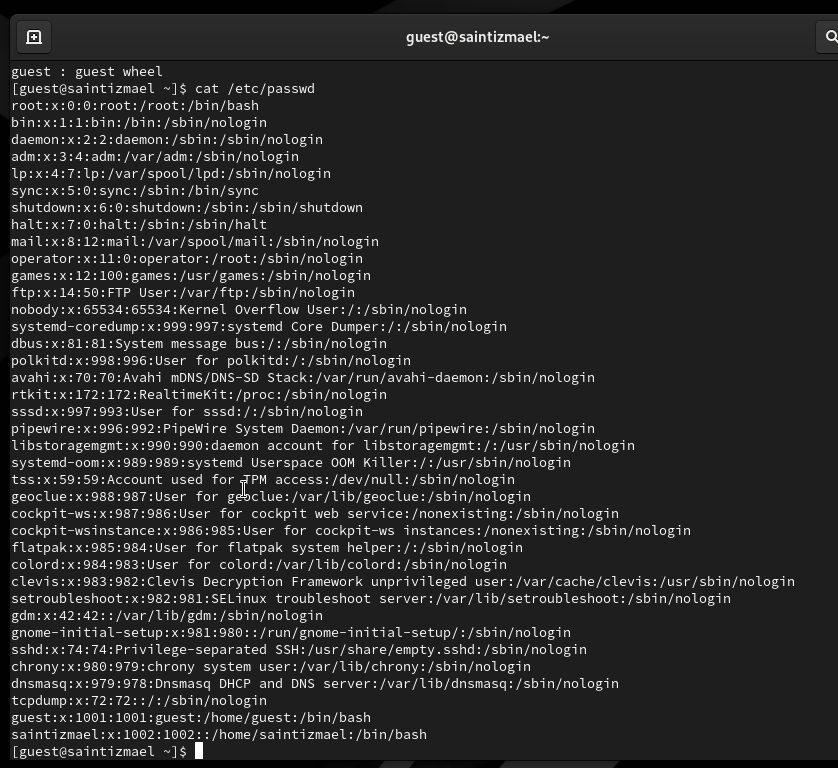 guest@saintizmael:~
guest : guest wheel
[guest@saintizmael ~]$ cat /etc/passwd
root:x:0:0:root:/root:/bin/bash
bin:x:1:1:bin:/bin:/sbin/nologin
daemon:x:2:2:daemon:/sbin:/sbin/nologin
adm:x:3:4:adm:/var/adm:/sbin/nologin
lp:x:4:7:lp:/var/spool/lpd:/sbin/nologin
sync:x:5:0:sync:/sbin:/bin/sync
shutdown:x:6:0:shutdown:/sbin:/sbin/shutdown
halt:x:7:0:halt:/sbin:/sbin/halt
mail:x:8:12:mail:/var/spool/mail:/sbin/nologin
operator:x:11:0:operator:/root:/sbin/nologin
games:x:12:100:games:/usr/games:/sbin/nologin
ftp:x:14:50:FTP User:/var/ftp:/sbin/nologin
nobody:x:65534:65534:Kernel Overflow User:/:/sbin/nologin
systemd-coredump:x:999:997:systemd Core Dumper:/:/sbin/nologin
dbus:x:81:81:System message bus:/:/sbin/nologin
polkitd:x:998:996:User for polkitd:/:/sbin/nologin
avahi:x:70:70:Avahi mDNS/DNS-SD Stack:/var/run/avahi-daemon:/sbin/nologin
rtkit:x:172:172:RealtimeKit:/proc:/sbin/nologin
sssd:x:997:993:User for sssd:/:/sbin/nologin
pipewire:x:996:992:PipeWire System Daemon:/var/run/pipewire:/sbin/nologin
libstoragemgmt:x:990:990:daemon account for libstoragemgmt:/:/usr/sbin/nologin
systemd-oom:x:989:989:systemd Userspace OOM Killer:/:/usr/sbin/nologin
tss:x:59:59:Account used for TPM access:/dev/null:/sbin/nologin
geoclue:x:988:987:User for geoclue:/var/lib/geoclue:/sbin/nologin
cockpit-ws:x:987:986:User for cockpit web service:/nonexisting:/sbin/nologin
cockpit-wsinstance:x:986:985:User for cockpit-ws instances:/nonexisting:/sbin/nologin
flatpak:x:985:984:User for flatpak system helper:/:/sbin/nologin
colord:x:984:983:User for colord:/var/lib/colord:/sbin/nologin
clevis:x:983:982:Clevis Decryption Framework unprivileged user:/var/cache/clevis:/usr/sbin/nologin
setroubleshoot:x:982:981:SELinux troubleshoot server:/var/lib/setroubleshoot:/sbin/nologin
gdm:x:42:42::/var/lib/gdm:/sbin/nologin
gnome-initial-setup:x:981:980::/run/gnome-initial-setup/:/sbin/nologin
sshd:x:74:74:Privilege-separated SSH:/usr/share/empty.sshd:/sbin/nologin
chrony:x:980:979:chrony system user:/var/lib/chrony:/sbin/nologin
dnsmasq:x:979:978:Dnsmasq DHCP and DNS server:/var/lib/dnsmasq:/sbin/nologin
tcpdump:x:72:72::/:/sbin/nologin
guest:x:1001:1001:guest:/home/guest:/bin/bash
saintizmael:x:1002:1002::/home/saintizmael:/bin/bash
[guest@saintizmael ~]$